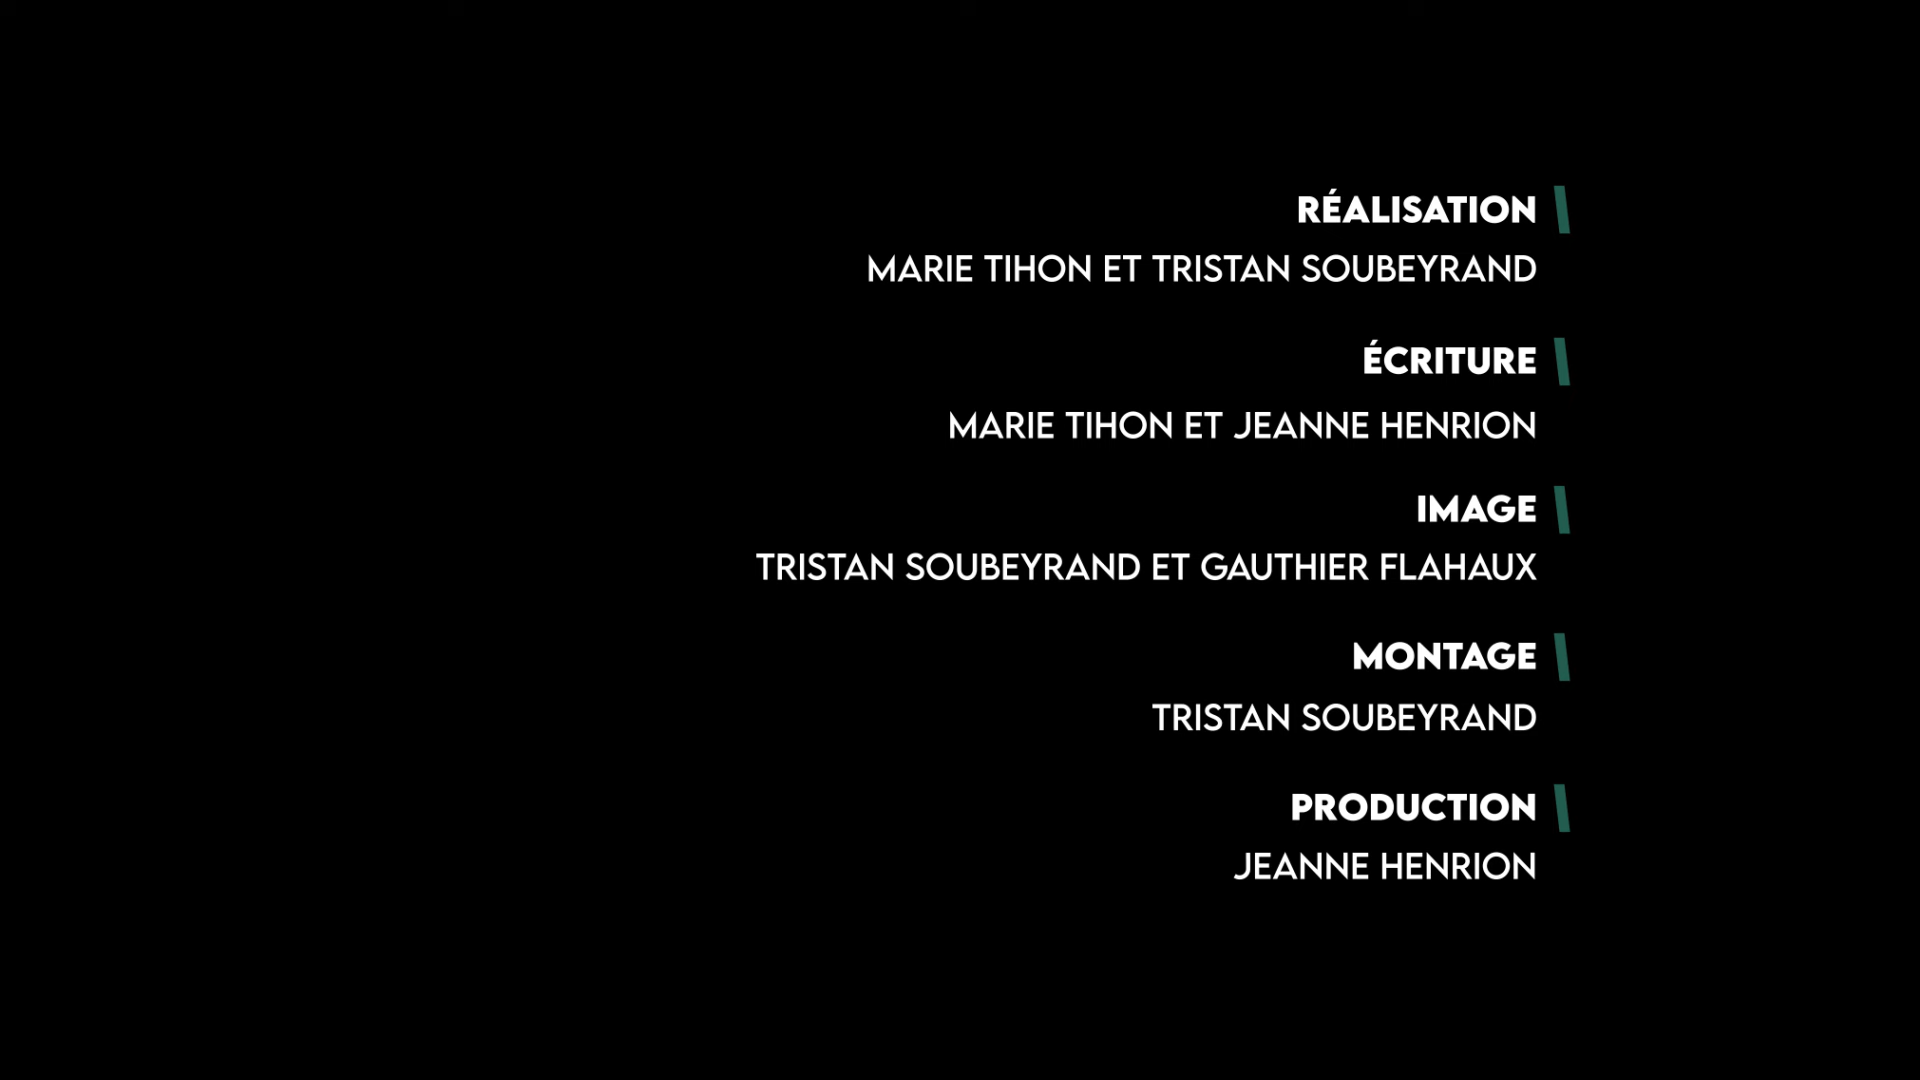 RÉALISATION
MARIE TIHON ET TRISTAN SOUBEYRAND
ÉCRITURE
MARIE TIHON ET JEANNE HENRION
IMAGE
TRISTAN SOUBEYRAND ET GAUTHIER FLAHAUX
MONTAGE
TRISTAN SOUBEYRAND
PRODUCTION
JEANNE HENRION